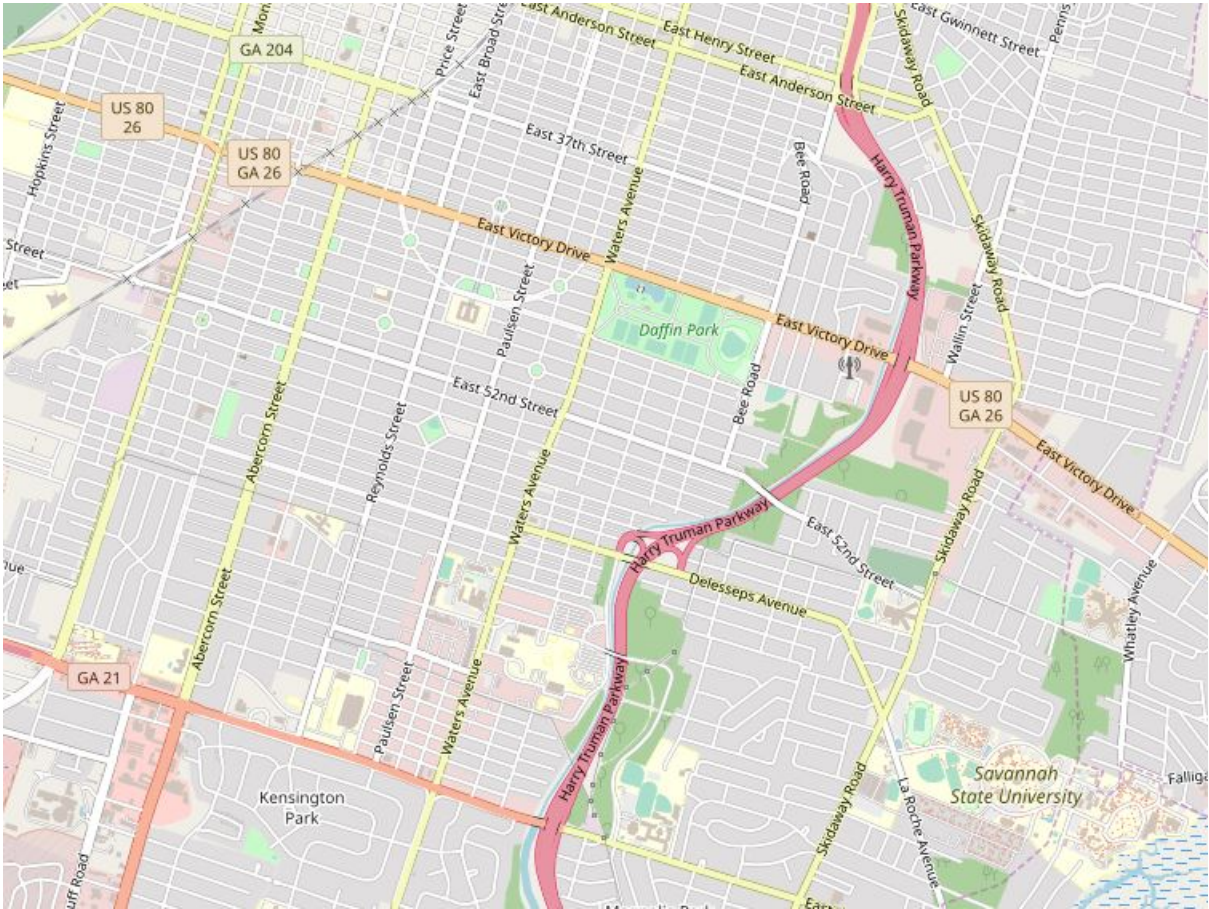 East Anderson Street
East Henry Street
East Gwinnett Street
Skidaway Road
GA 204
Price Street
East Broad
East Anderson Street
US 80
26
Hopkins Street
US 80
GA 26
East 37th Street
Bee Road
Harry Truman Parkway
Waters Avenue
East Victory Drive
Skidaway Road
Street
Paulsen Street
Daffin Park
East Victory Drive
Wallin Street
Abercorn Street
East 52nd Street
Bee Road
US 80
GA 26
Reynolds Street
Waters Avenue
East Victory Drive
Harry Truman Parkway
East 52nd Street
Skidaway Road
Delesseps Avenue
Abercorn Street
Whatley Avenue
GA 21
Paulsen Street
Waters Avenue
Harry Truman Parkway
Kensington
Park
Skidaway Road
La Roche Avenue
Savannah
State University